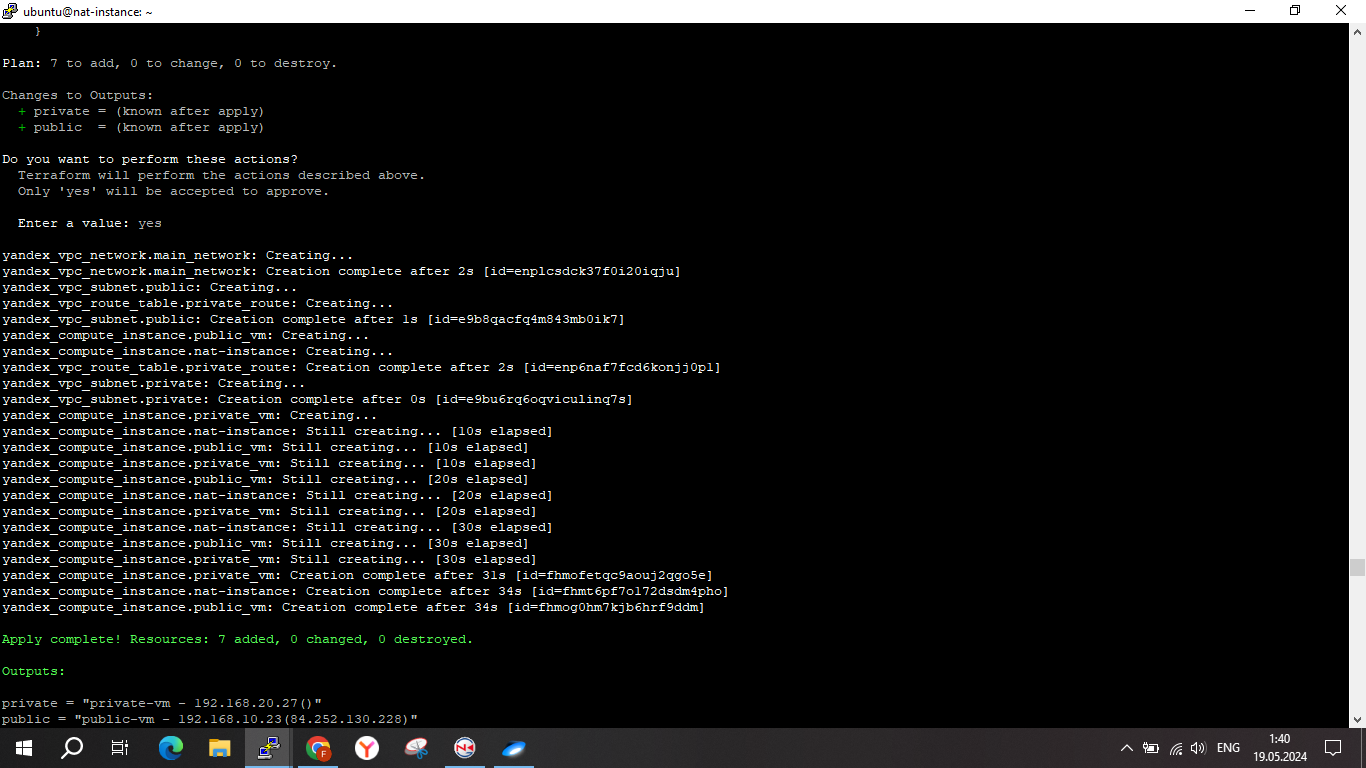 ubuntu@nat-instance: ~
}
Plan: 7 to add, 0 to change, 0 to destroy.
Changes to Outputs:
+ private = (known after apply)
+ public  = (known after apply)
Do you want to perform these actions?
Terraform will perform the actions described above.
Only 'yes' will be accepted to approve.
Enter a value: yes
yandex_vpc_network.main_network: Creating...
yandex_vpc_network.main_network: Creation complete after 2s [id=enplcsdck37f0i20iqju]
yandex_vpc_subnet.public: Creating...
yandex_vpc_route_table.private_route: Creating...
yandex_vpc_subnet.public: Creation complete after 1s [id=e9b8qacfq4m843mb0ik7]
yandex_compute_instance.public_vm: Creating...
yandex_compute_instance.nat-instance: Creating...
yandex_vpc_route_table.private_route: Creation complete after 2s [id=enp6naf7fcd6konjj0pl]
yandex_vpc_subnet.private: Creating...
yandex_vpc_subnet.private: Creation complete after 0s [id=e9bu6rq6oqviculinq7s]
yandex_compute_instance.private_vm: Creating...
yandex_compute_instance.nat-instance: Still creating... [10s elapsed]
yandex_compute_instance.public_vm: Still creating... [10s elapsed]
yandex_compute_instance.private_vm: Still creating... [10s elapsed]
yandex_compute_instance.public_vm: Still creating... [20s elapsed]
yandex_compute_instance.nat-instance: Still creating... [20s elapsed]
yandex_compute_instance.private_vm: Still creating... [20s elapsed]
yandex_compute_instance.nat-instance: Still creating... [30s elapsed]
yandex_compute_instance.public_vm: Still creating... [30s elapsed]
yandex_compute_instance.private_vm: Still creating... [30s elapsed]
yandex_compute_instance.private_vm: Creation complete after 31s [id=fhmofetqc9aouj2qgo5e]
yandex_compute_instance.nat-instance: Creation complete after 34s [id=fhmt6pf7ol72dsdm4pho]
yandex_compute_instance.public_vm: Creation complete after 34s [id=fhmog0hm7kjb6hrf9ddm]
Apply complete! Resources: 7 added, 0 changed, 0 destroyed.
Outputs:
private = "private-vm - 192.168.20.27()"
public = "public-vm - 192.168.10.23(84.252.130.228)"
ENG
1:40
19.05.2024